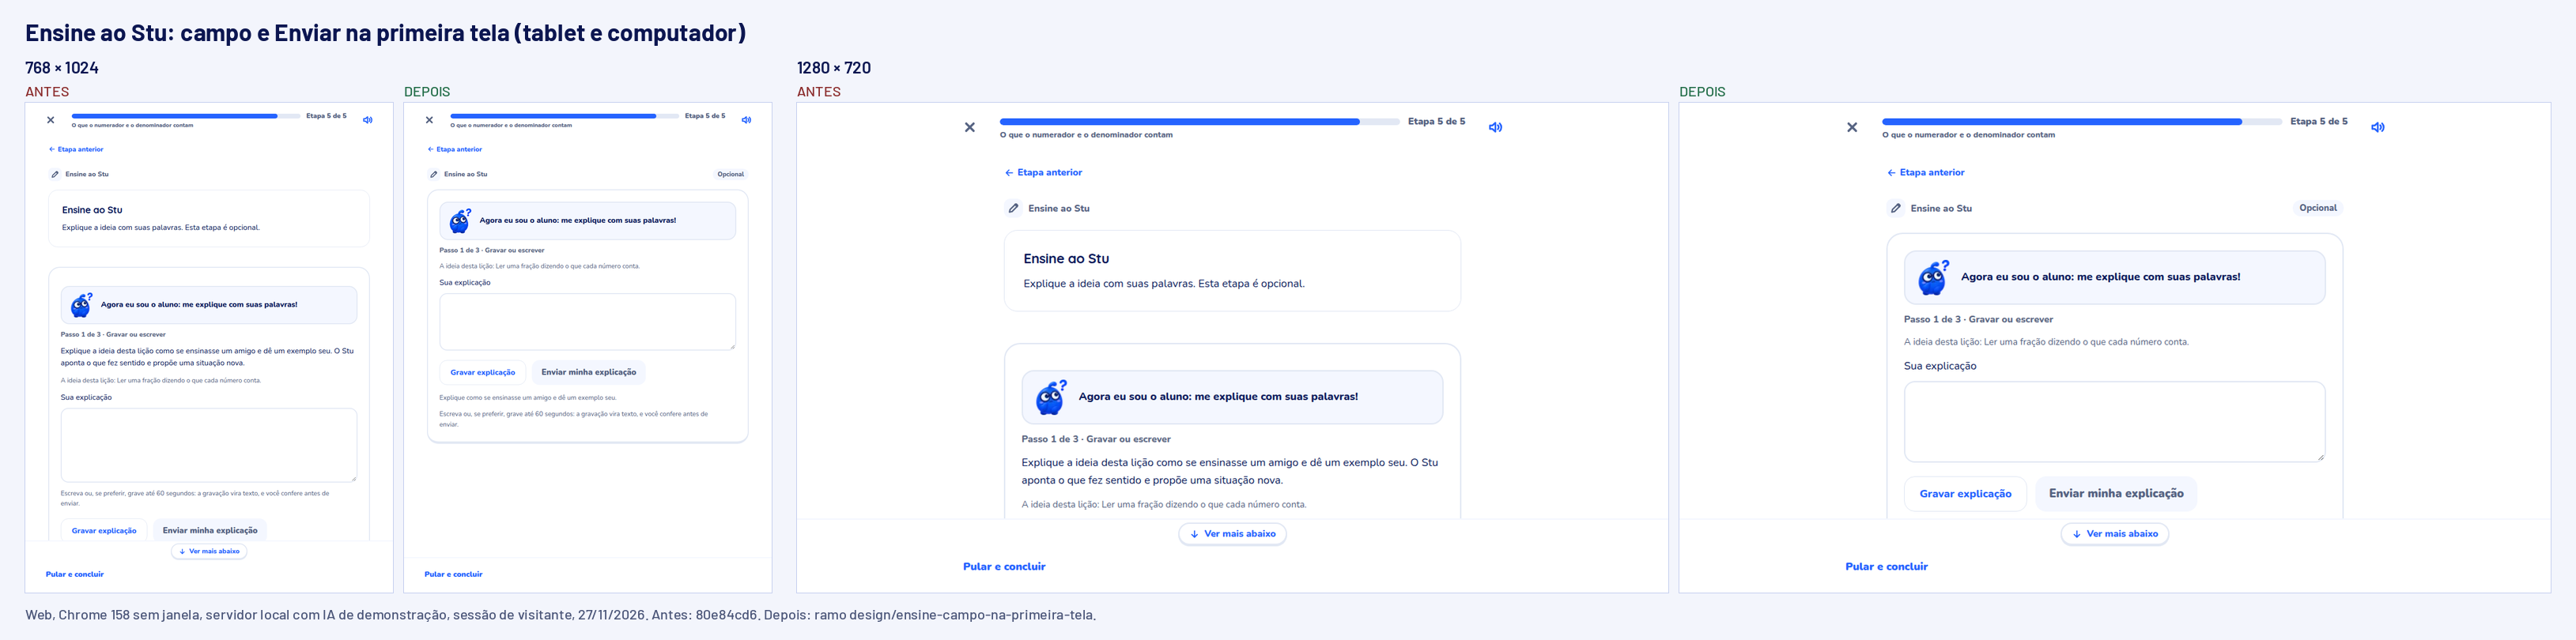 Ensine ao Stu: campo e Enviar na primeira tela (tablet e computador)
768 × 1024
ANTES
Etapa 5 de 5
O que o numerador e o denominador contam
← Etapa anterior
Ensine ao Stu
Ensine ao Stu
Explique a ideia com suas palavras. Esta etapa é opcional.
?
Agora eu sou o aluno: me explique com suas palavras!
Passo 1 de 3 · Gravar ou escrever
Explique a ideia desta lição como se ensinasse um amigo e dê um exemplo seu. O Stu
aponta o que fez sentido e propõe uma situação nova.
A ideia desta lição: Ler uma fração dizendo o que cada número conta.
Sua explicação
Escreva ou, se preferir, grave até 60 segundos: a gravação vira texto, e você confere antes de
enviar.
Gravar explicação
Enviar minha explicação
↓ Ver mais abaixo
Pular e concluir
DEPOIS
Etapa 5 de 5
O que o numerador e o denominador contam
← Etapa anterior
Ensine ao Stu
Opcional
?
Agora eu sou o aluno: me explique com suas palavras!
Passo 1 de 3 · Gravar ou escrever
A ideia desta lição: Ler uma fração dizendo o que cada número conta.
Sua explicação
Gravar explicação
Enviar minha explicação
Explique como se ensinasse um amigo e dê um exemplo seu.
Escreva ou, se preferir, grave até 60 segundos: a gravação vira texto, e você confere antes de
enviar.
Pular e concluir
1280 × 720
ANTES
Etapa 5 de 5
O que o numerador e o denominador contam
← Etapa anterior
Ensine ao Stu
Ensine ao Stu
Explique a ideia com suas palavras. Esta etapa é opcional.
?
Agora eu sou o aluno: me explique com suas palavras!
Passo 1 de 3 · Gravar ou escrever
Explique a ideia desta lição como se ensinasse um amigo e dê um exemplo seu. O Stu
aponta o que fez sentido e propõe uma situação nova.
A ideia desta lição: Ler uma fração dizendo o que cada número conta.
↓ Ver mais abaixo
Pular e concluir
DEPOIS
Etapa 5 de 5
O que o numerador e o denominador contam
← Etapa anterior
Ensine ao Stu
Opcional
?
Agora eu sou o aluno: me explique com suas palavras!
Passo 1 de 3 · Gravar ou escrever
A ideia desta lição: Ler uma fração dizendo o que cada número conta.
Sua explicação
Gravar explicação
Enviar minha explicação
↓ Ver mais abaixo
Pular e concluir
Web, Chrome 158 sem janela, servidor local com IA de demonstração, sessão de visitante, 27/11/2026. Antes: 80e84cd6. Depois: ramo design/ensine-campo-na-primeira-tela.